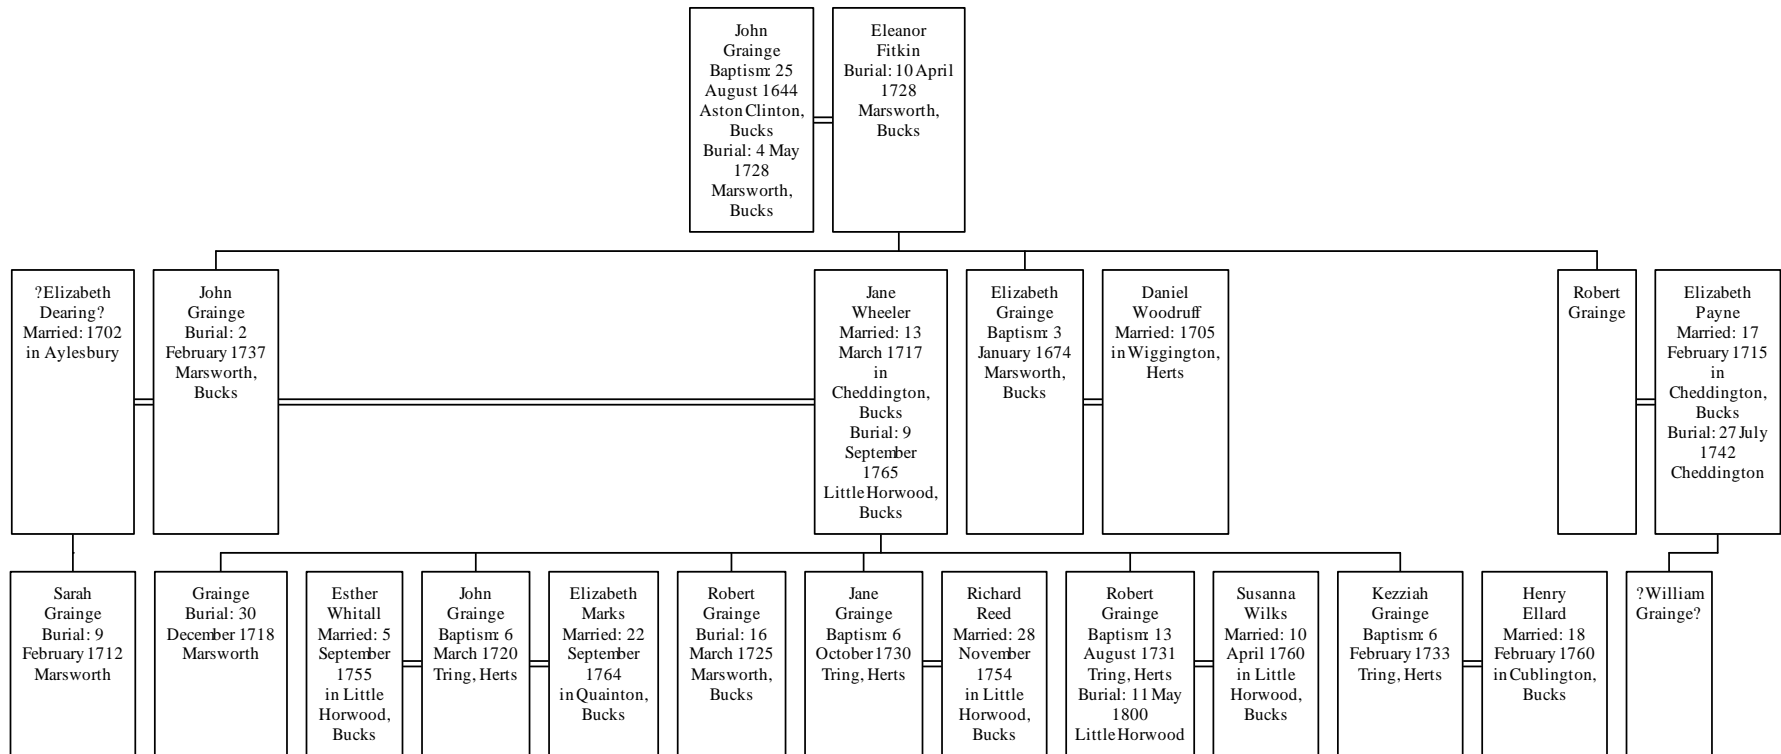 John
Grainge
Baptism: 25
August 1644
Aston Clinton,
Bucks
Burial: 4 May
1728
Marsworth,
Bucks
Eleanor
Fitkin
Burial: 10 April
1728
Marsworth,
Bucks
?Elizabeth
Dearing?
Married: 1702
in Aylesbury
John
Grainge
Burial: 2
February 1737
Marsworth,
Bucks
Jane
Wheeler
Married: 13
March 1717
in
Cheddington,
Bucks
Burial: 9
September
1765
Little Horwood,
Bucks
Elizabeth
Grainge
Baptism: 3
January 1674
Marsworth,
Bucks
Daniel
Woodruff
Married: 1705
in Wiggington,
Herts
Robert
Grainge
Elizabeth
Payne
Married: 17
February 1715
in
Cheddington,
Bucks
Burial: 27 July
1742
Cheddington
Sarah
Grainge
Burial: 9
February 1712
Marsworth
Grainge
Burial: 30
December 1718
Marsworth
Esther
Whitall
Married: 5
September
1755
in Little
Horwood,
Bucks
John
Grainge
Baptism: 6
March 1720
Tring, Herts
Elizabeth
Marks
Married: 22
September
1764
in Quainton,
Bucks
Robert
Grainge
Burial: 16
March 1725
Marsworth,
Bucks
Jane
Grainge
Baptism: 6
October 1730
Tring, Herts
Richard
Reed
Married: 28
November
1754
in Little
Horwood,
Bucks
Robert
Grainge
Baptism: 13
August 1731
Tring, Herts
Burial: 11 May
1800
Little Horwood
Susanna
Wilks
Married: 10
April 1760
in Little
Horwood,
Bucks
Kezziah
Grainge
Baptism: 6
February 1733
Tring, Herts
Henry
Ellard
Married: 18
February 1760
in Cublington,
Bucks
?William
Grainge?